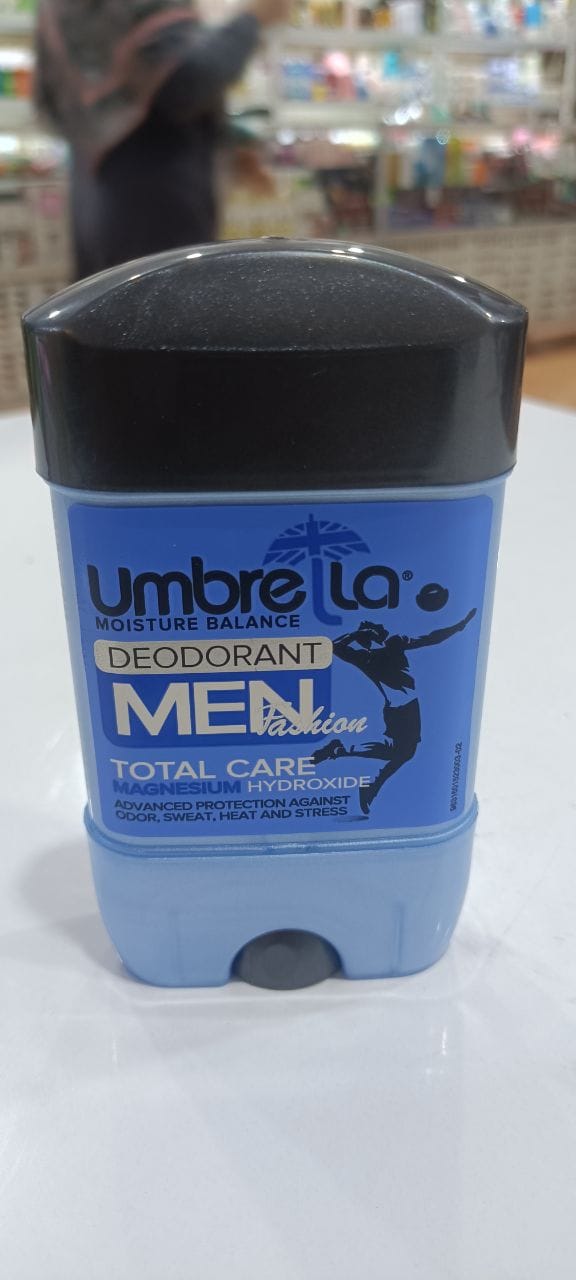 umbrella®
MOISTURE BALANCE
DEODORANT
MEN
Fashion
TOTAL CARE
MAGNESIUM HYDROXIDE
ADVANCED PROTECTION AGAINST
ODOR, SWEAT, HEAT AND STRESS